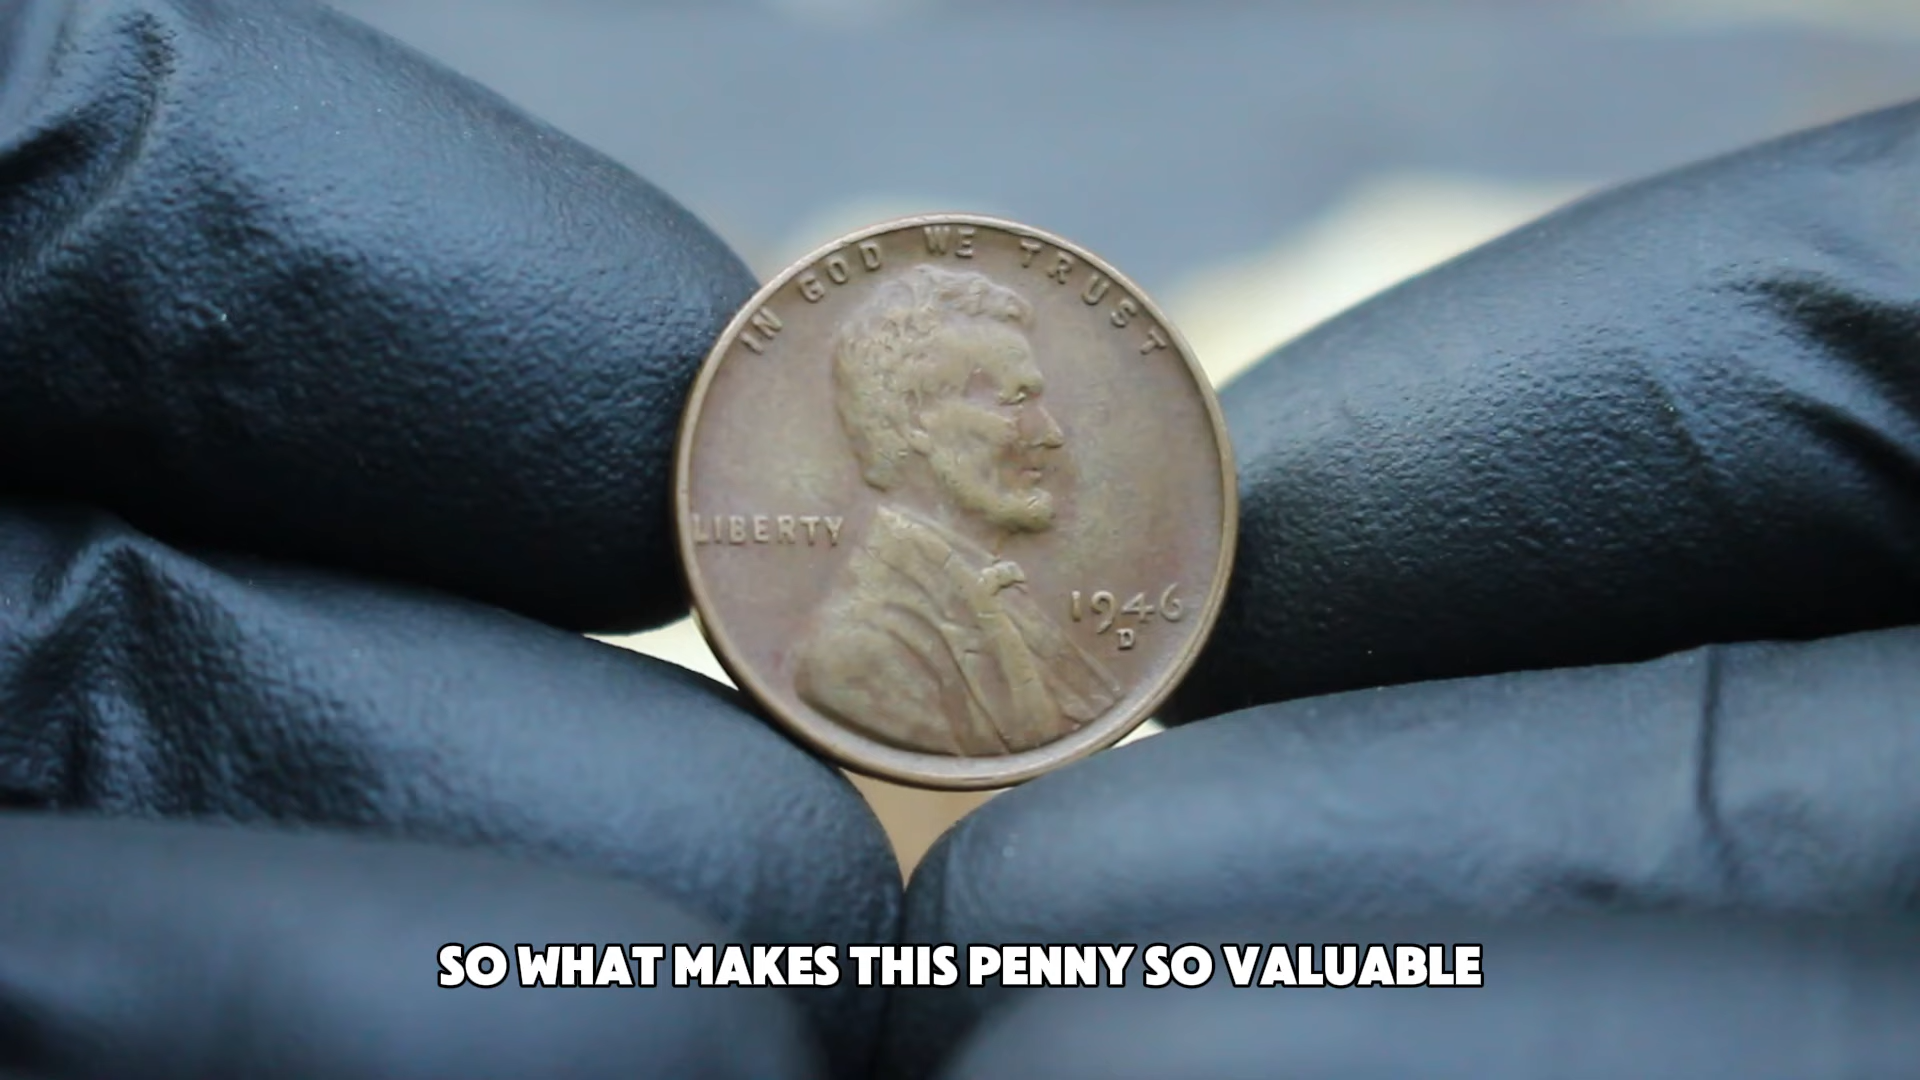 IN GOD WE TRUST
LIBERTY
1946
D
SO WHAT MAKES THIS PENNY SO VALUABLE